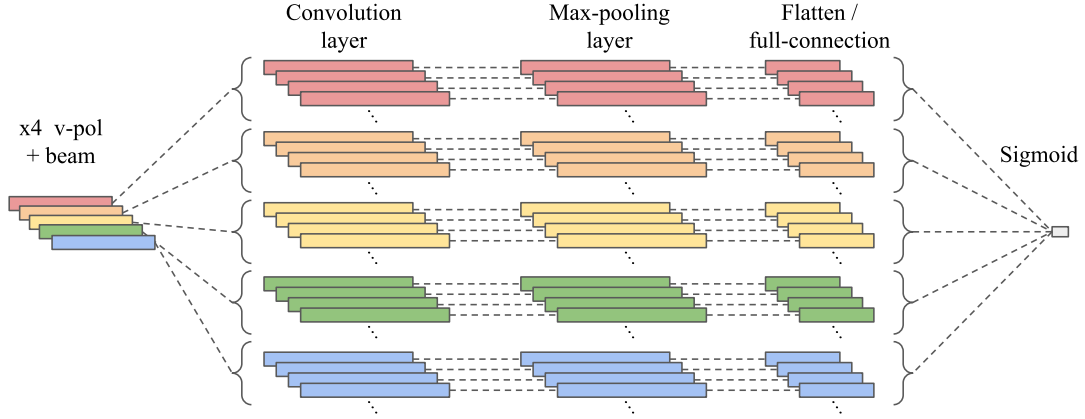 Convolution
layer
Max-pooling
layer
Flatten /
full-connection
x4 v-pol
+ beam
Sigmoid